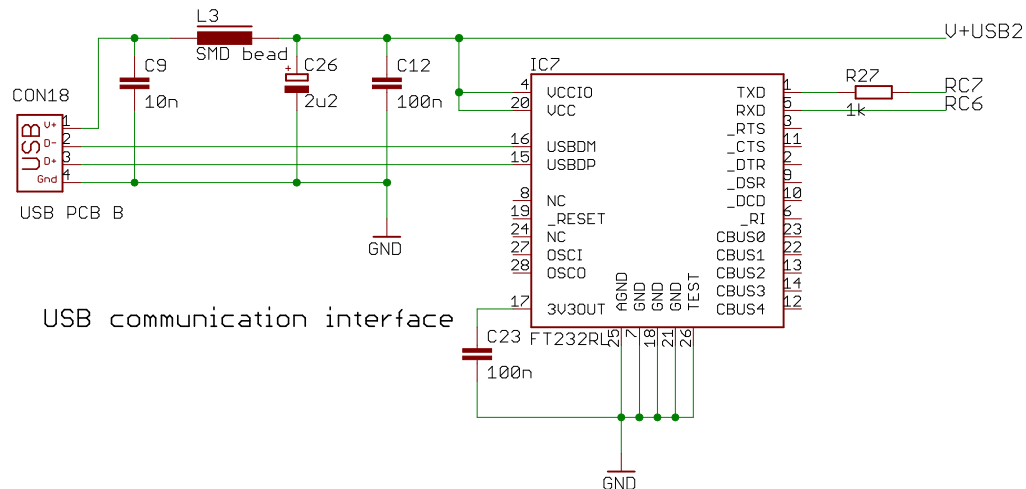 L3
V+USB2
SMD bead
C9
C26
C12
IC7
10n
2u2
100n
CON18
USB
V+ 1
D- 2
D+ 3
Gnd 4
USB PCB B
GND
4 VCCIO
20 VCC
16 USBDM
15 USBDP
8 NC
19 _RESET
24 NC
27 OSCI
28 OSCO
17 3V3OUT
TXD 1
RXD 5
_RTS 3
_CTS 11
_DTR 2
_DSR 9
_DCD 10
_RI 6
CBUS0 23
CBUS1 22
CBUS2 13
CBUS3 14
CBUS4 12
R27
1k
RC7
RC6
AGND 25
GND 7
GND 18
GND 21
TEST 26
FT232RL
USB communication interface
C23
100n
GND